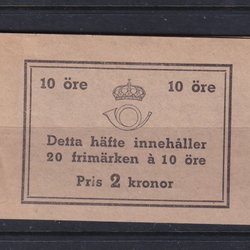 10 öre 10 öre
Detta häfte innehåller
20 frimärken à 10 öre
Pris 2 kronor